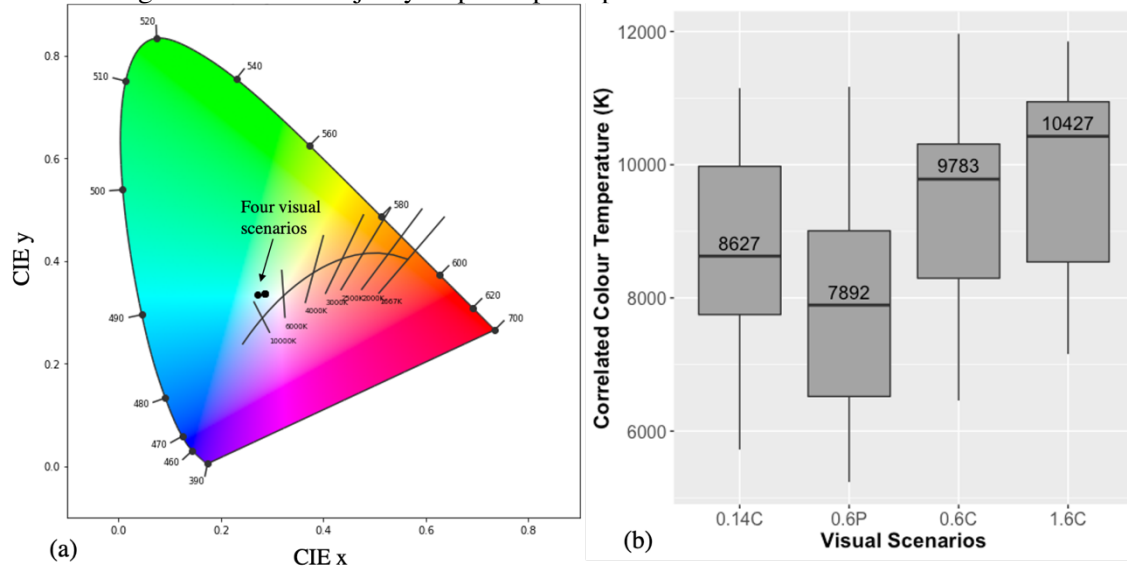 520
540
510
560
500
580
600
620
700
490
480
470
460
390
Four visual
scenarios
10000K
6000K
4000K
3000K
2500K
2000K
1667K
0.8
0.6
0.4
0.2
0.0
CIE y
0.0
0.2
0.4
0.6
0.8
CIE x
(a)
12000
10000
8000
6000
Correlated Colour Temperature (K)
8627
7892
9783
10427
0.14C
0.6P
0.6C
1.6C
Visual Scenarios
(b)